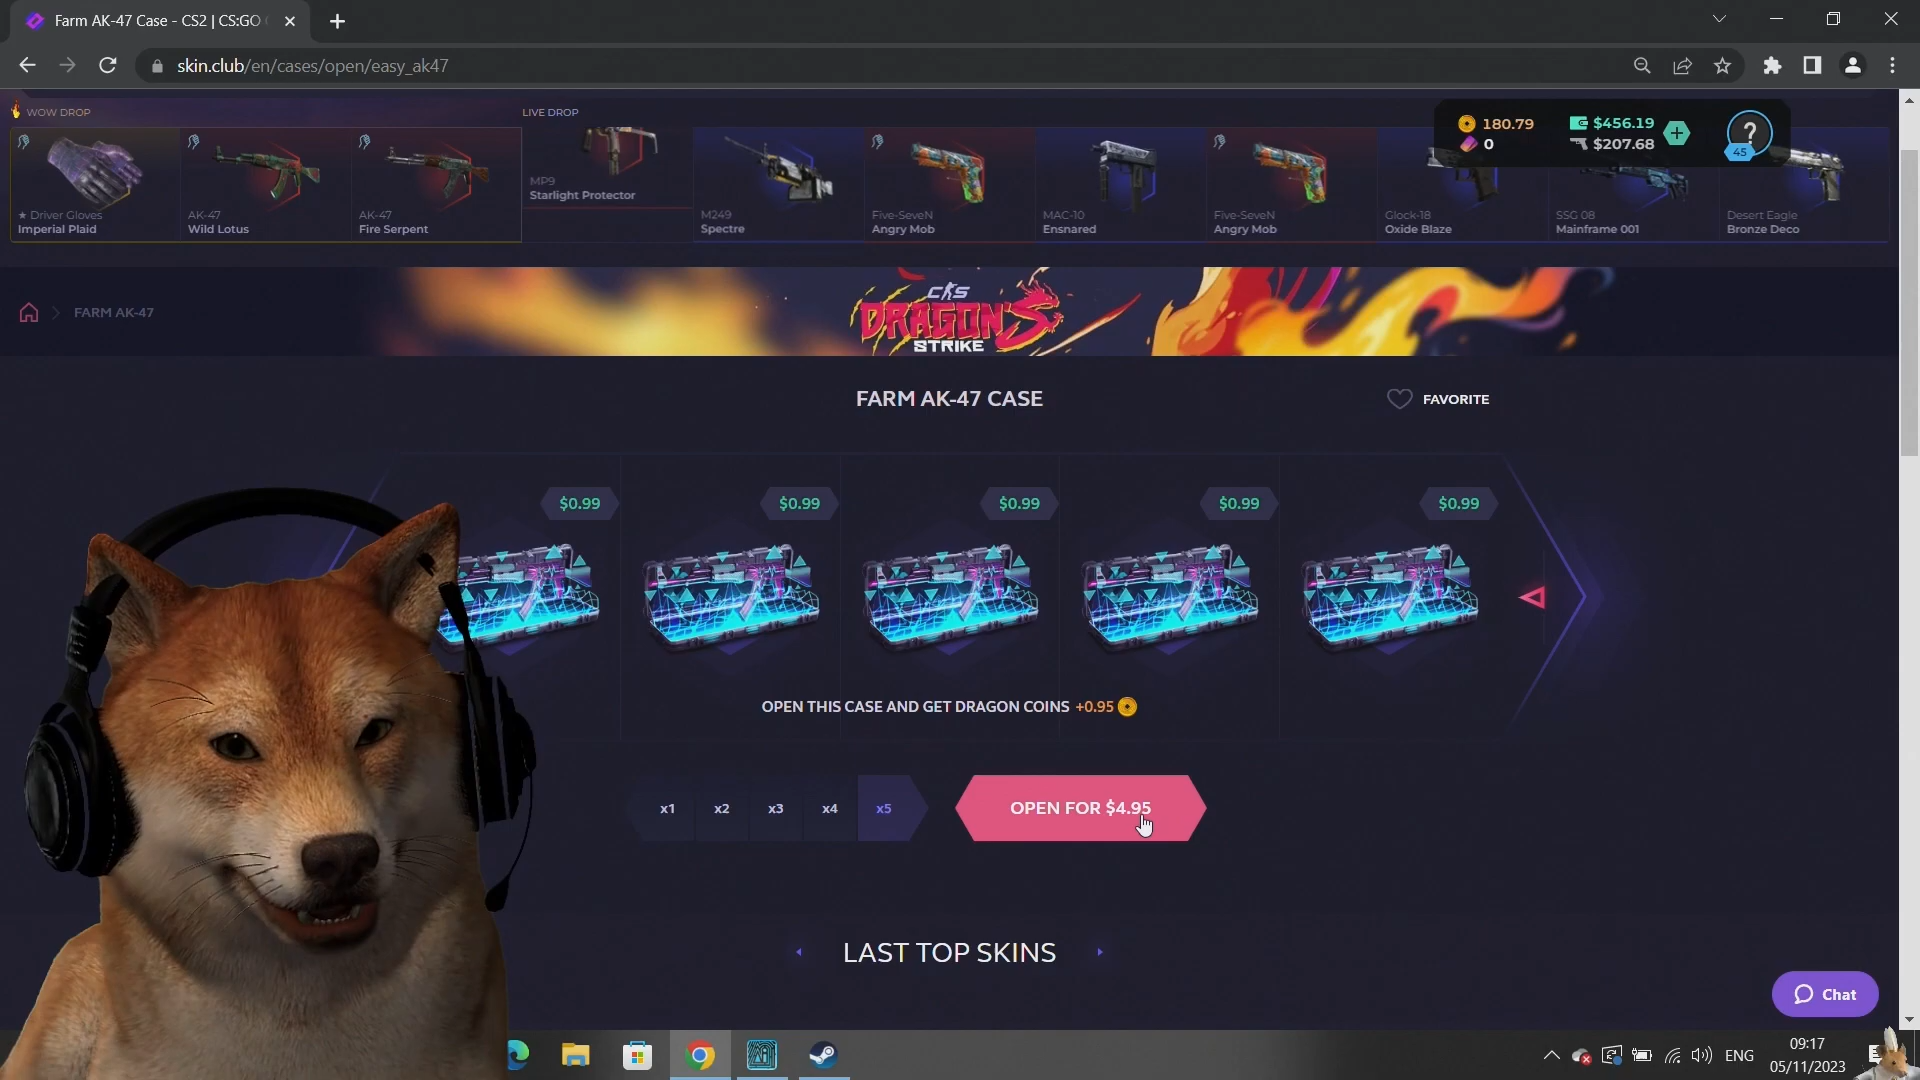 Farm AK-47 Case - CS2 | CS:GO
skin.club/en/cases/open/easy_ak47
WOW DROP
LIVE DROP
180.79
$456.19
0
$207.68
?
45
★ Driver Gloves
Imperial Plaid
AK-47
Wild Lotus
AK-47
Fire Serpent
MP9
Starlight Protector
M249
Spectre
Five-SeveN
Angry Mob
MAC-10
Ensnared
Five-SeveN
Angry Mob
Glock-18
Oxide Blaze
SSG 08
Mainframe 001
Desert Eagle
Bronze Deco
FARM AK-47
CS
DRAGON'S
STRIKE
FARM AK-47 CASE
FAVORITE
$0.99
$0.99
$0.99
$0.99
$0.99
OPEN THIS CASE AND GET DRAGON COINS +0.95
x1
x2
x3
x4
x5
OPEN FOR $4.95
LAST TOP SKINS
Chat
ENG
09:17
05/11/2023